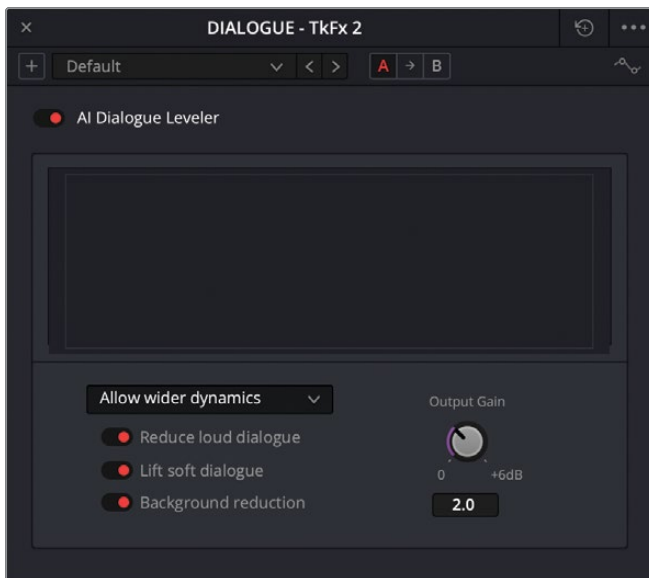 × DIALOGUE - TkFx 2
+ Default < > A → B
AI Dialogue Leveler
Allow wider dynamics
Output Gain
Reduce loud dialogue
Lift soft dialogue
0 +6dB
Background reduction
2.0